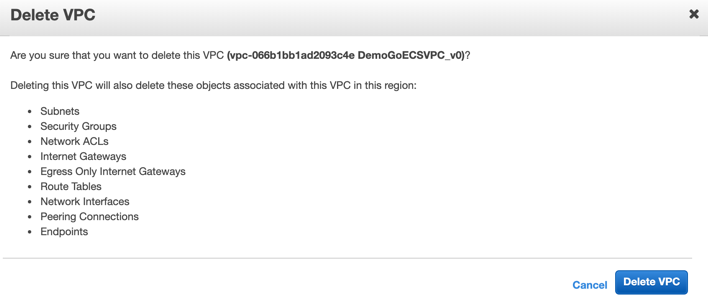 Delete VPC
Are you sure that you want to delete this VPC (vpc-066b1bb1ad2093c4e DemoGoECSVPC_v0)?
Deleting this VPC will also delete these objects associated with this VPC in this region:
• Subnets
• Security Groups
• Network ACLs
• Internet Gateways
• Egress Only Internet Gateways
• Route Tables
• Network Interfaces
• Peering Connections
• Endpoints
Cancel Delete VPC